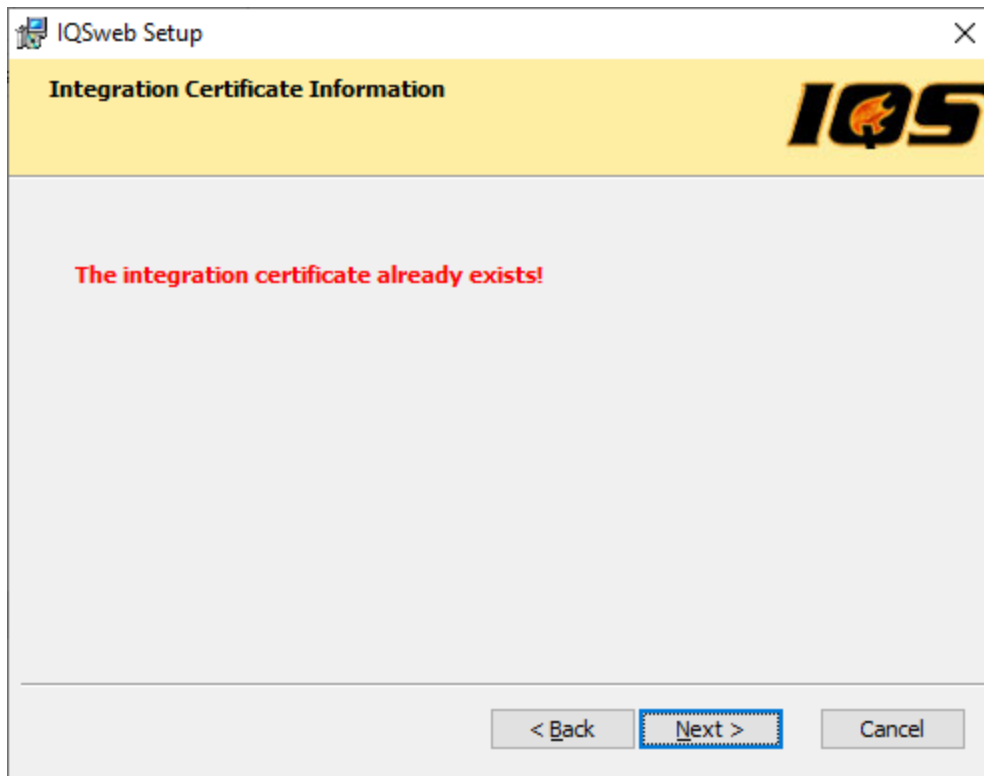 IQSweb Setup
Integration Certificate Information
IQS
The integration certificate already exists!
< Back
Next >
Cancel